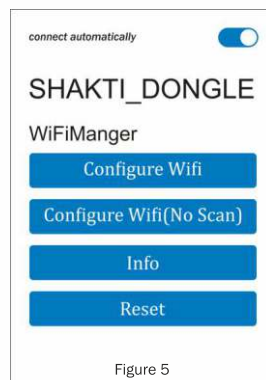 connect automatically
SHAKTI_DONGLE
WiFiManger
Configure Wifi
Configure Wifi(No Scan)
Info
Reset
Figure 5